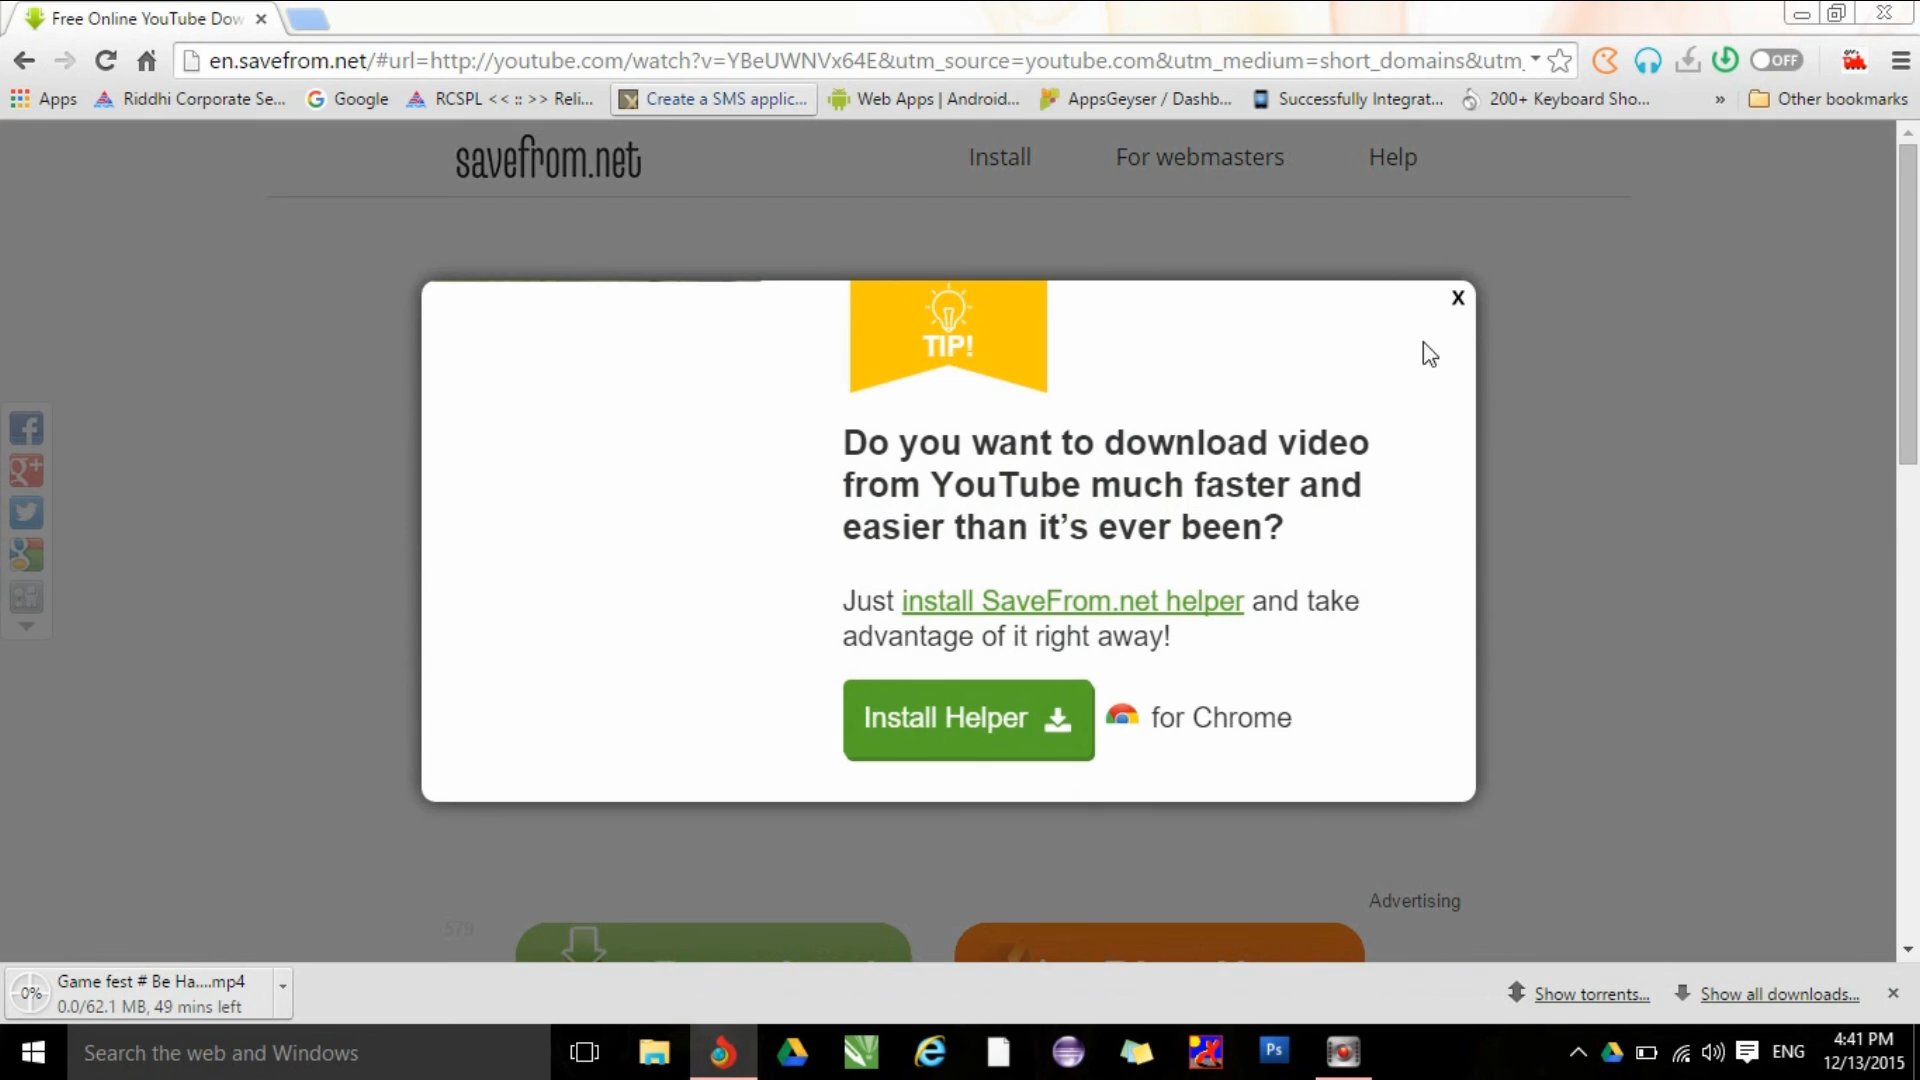 Free Online YouTube Dow
en.savefrom.net/#url=http://youtube.com/watch?v=YBeUWNVx64E&utm_source=youtube.com&utm_medium=short_domains&utm_
OFF
Apps
Riddhi Corporate Se...
Google
RCSPL << :: >> Reli...
Create a SMS applic...
Web Apps | Android...
AppsGeyser / Dashb...
Successfully Integrat...
200+ Keyboard Sho...
»
Other bookmarks
savefrom.net
Install
For webmasters
Help
X
TIP!
Do you want to download video
from YouTube much faster and
easier than it's ever been?
Just install SaveFrom.net helper and take
advantage of it right away!
Install Helper
for Chrome
Advertising
579
0%
Game fest # Be Ha....mp4
0.0/62.1 MB, 49 mins left
Show torrents...
Show all downloads...
Search the web and Windows
Ps
ENG
4:41 PM
12/13/2015